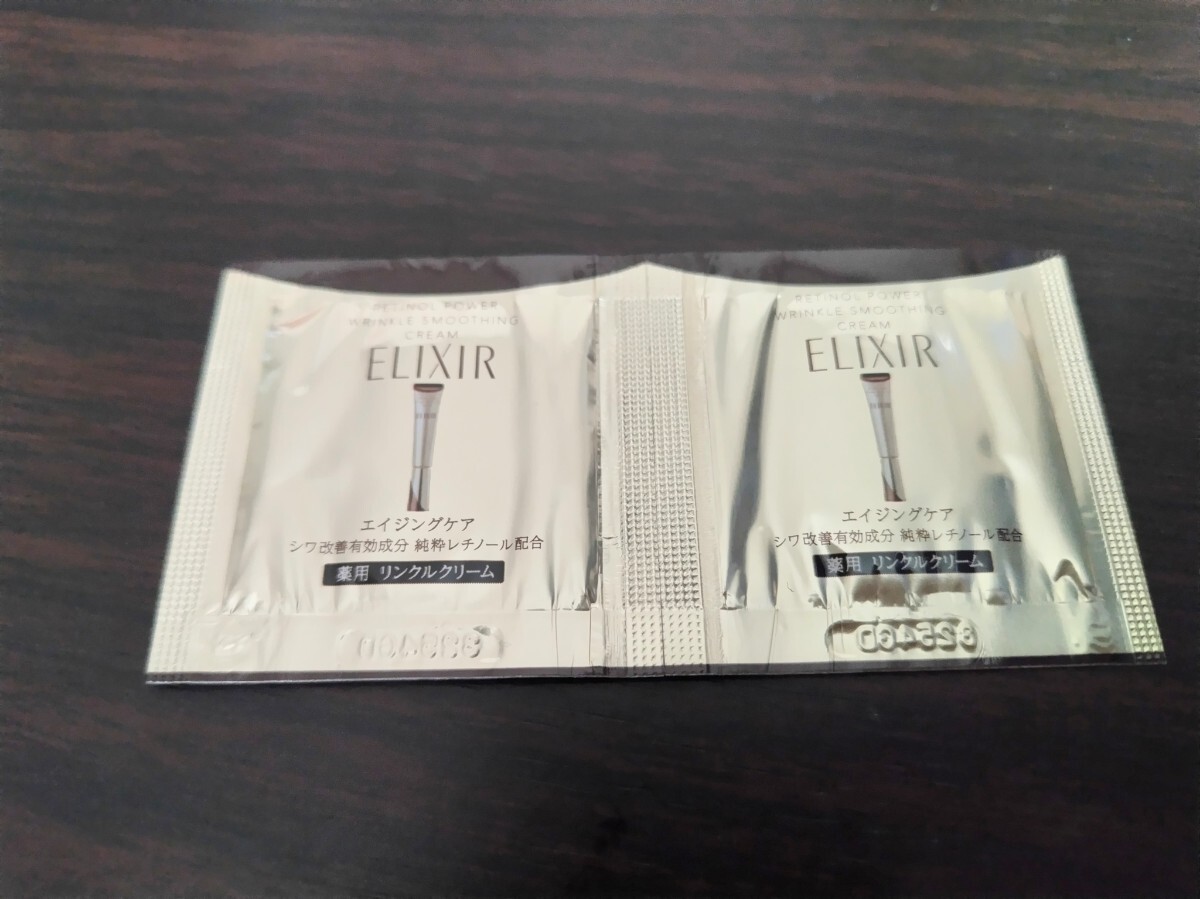 RETINOL POWER
WRINKLE SMOOTHING
CREAM
ELIXIR
エイジングケア
シワ改善有効成分 純粋レチノール配合
薬用 リンクルクリーム
RETINOL POWER
WRINKLE SMOOTHING
CREAM
ELIXIR
エイジングケア
シワ改善有効成分 純粋レチノール配合
薬用 リンクルクリーム